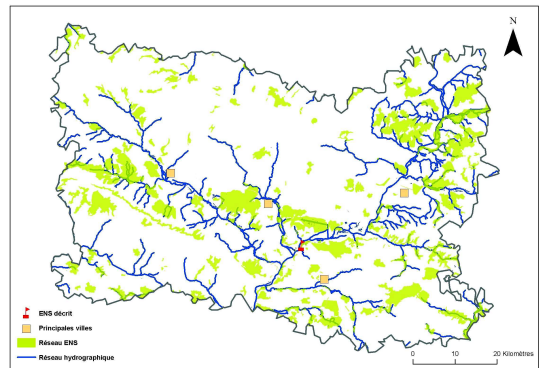 N
ENS décrit
Principales villes
Réseau ENS
Réseau hydrographique
0 10 20 Kilomètres